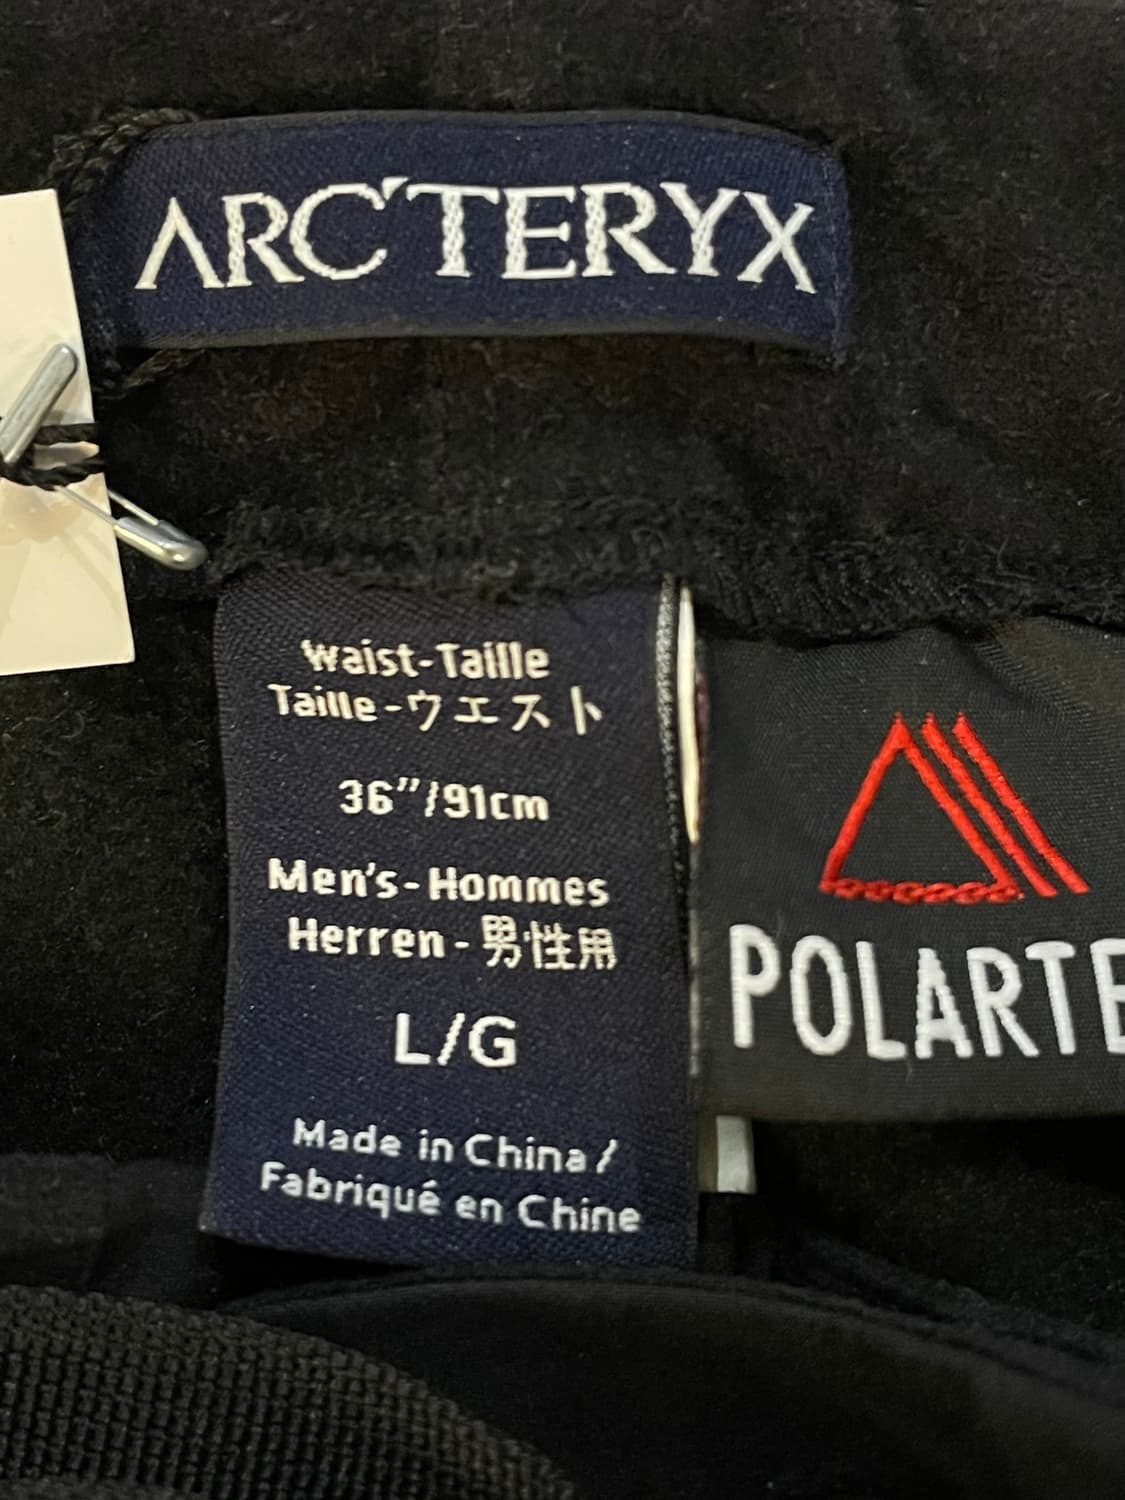 ARC'TERYX
Waist-Taille
Taille-ウエスト
36"/91cm
Men's-Hommes
Herren-男性用
L/G
Made in China/
Fabriqué en Chine
POLARTE